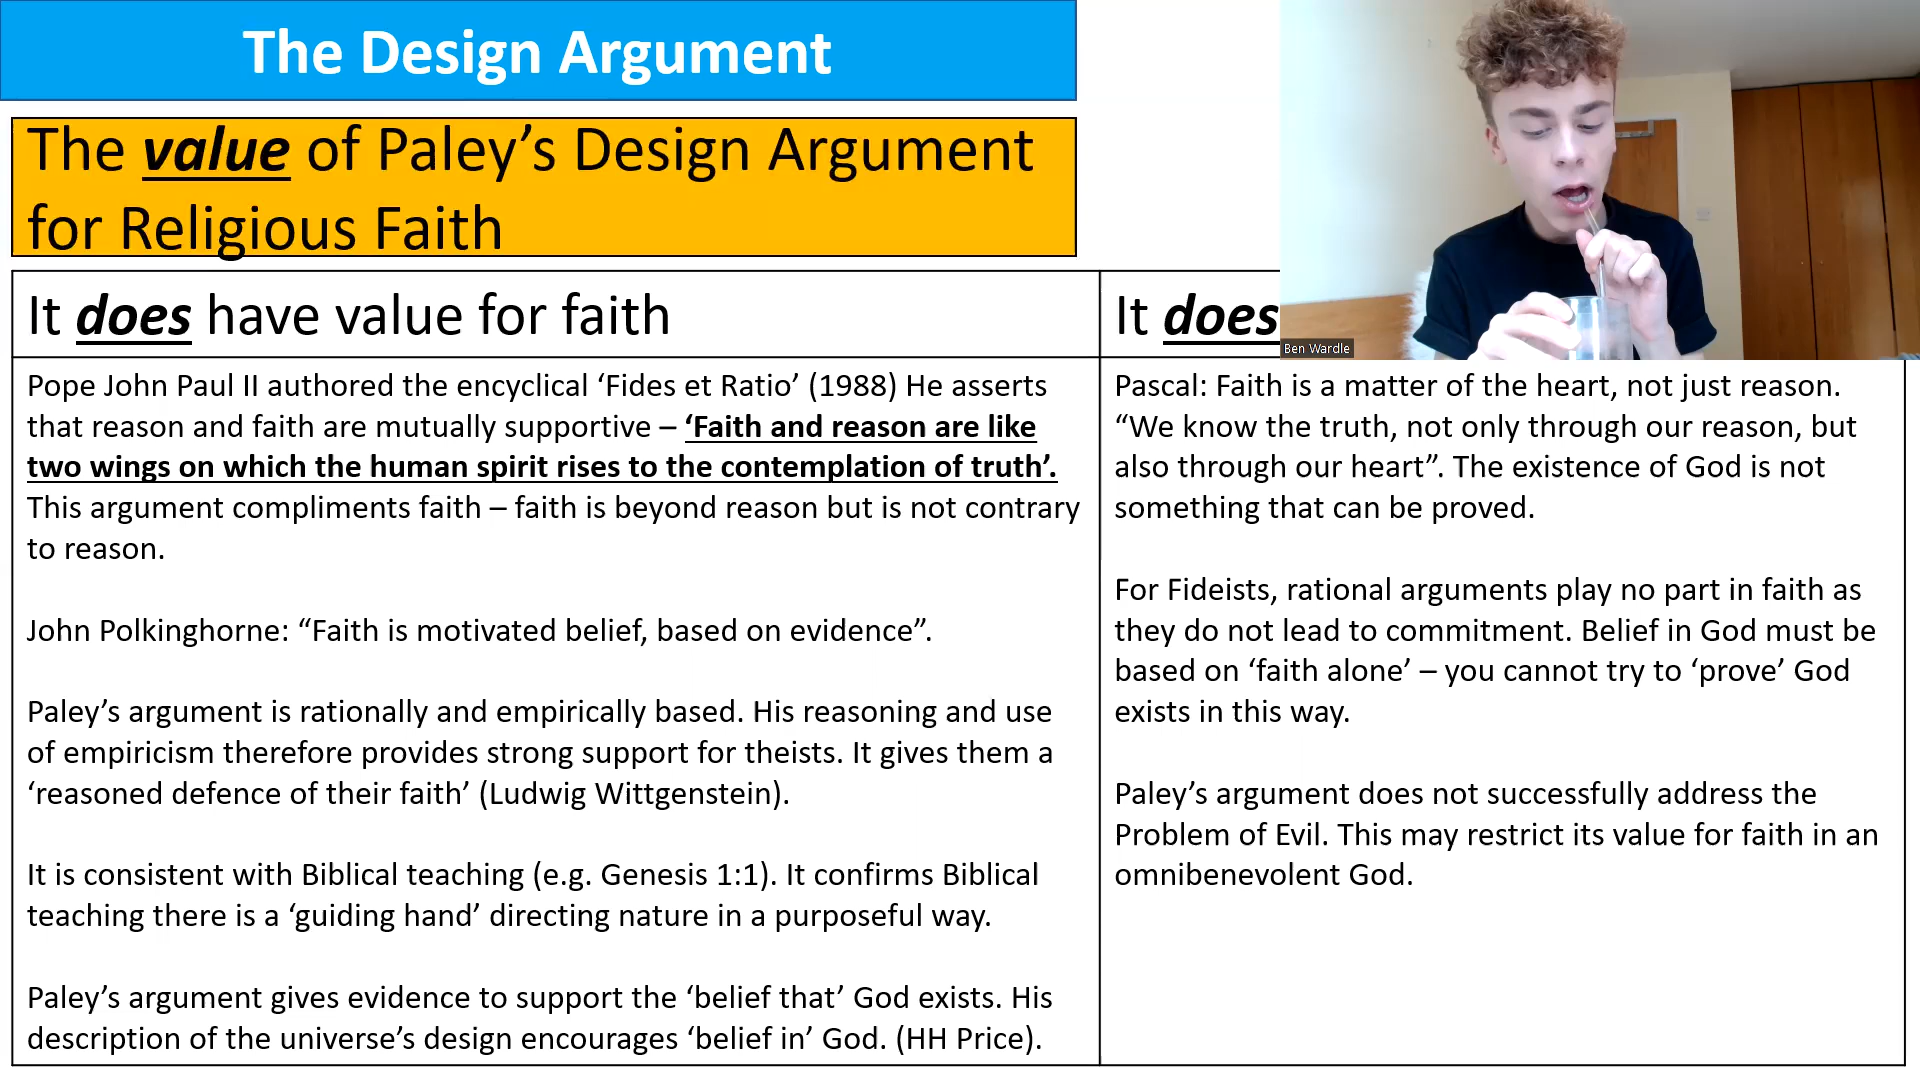 The Design Argument
The value of Paley’s Design Argument
for Religious Faith
It does have value for faith
Pope John Paul II authored the encyclical ‘Fides et Ratio’ (1988) He asserts
that reason and faith are mutually supportive – ‘Faith and reason are like
two wings on which the human spirit rises to the contemplation of truth’.
This argument compliments faith – faith is beyond reason but is not contrary
to reason.
John Polkinghorne: “Faith is motivated belief, based on evidence”.
Paley’s argument is rationally and empirically based. His reasoning and use
of empiricism therefore provides strong support for theists. It gives them a
‘reasoned defence of their faith’ (Ludwig Wittgenstein).
It is consistent with Biblical teaching (e.g. Genesis 1:1). It confirms Biblical
teaching there is a ‘guiding hand’ directing nature in a purposeful way.
Paley’s argument gives evidence to support the ‘belief that’ God exists. His
description of the universe’s design encourages ‘belief in’ God. (HH Price).
It does
Pascal: Faith is a matter of the heart, not just reason.
“We know the truth, not only through our reason, but
also through our heart”. The existence of God is not
something that can be proved.
For Fideists, rational arguments play no part in faith as
they do not lead to commitment. Belief in God must be
based on ‘faith alone’ – you cannot try to ‘prove’ God
exists in this way.
Paley’s argument does not successfully address the
Problem of Evil. This may restrict its value for faith in an
omnibenevolent God.
Ben Wardle